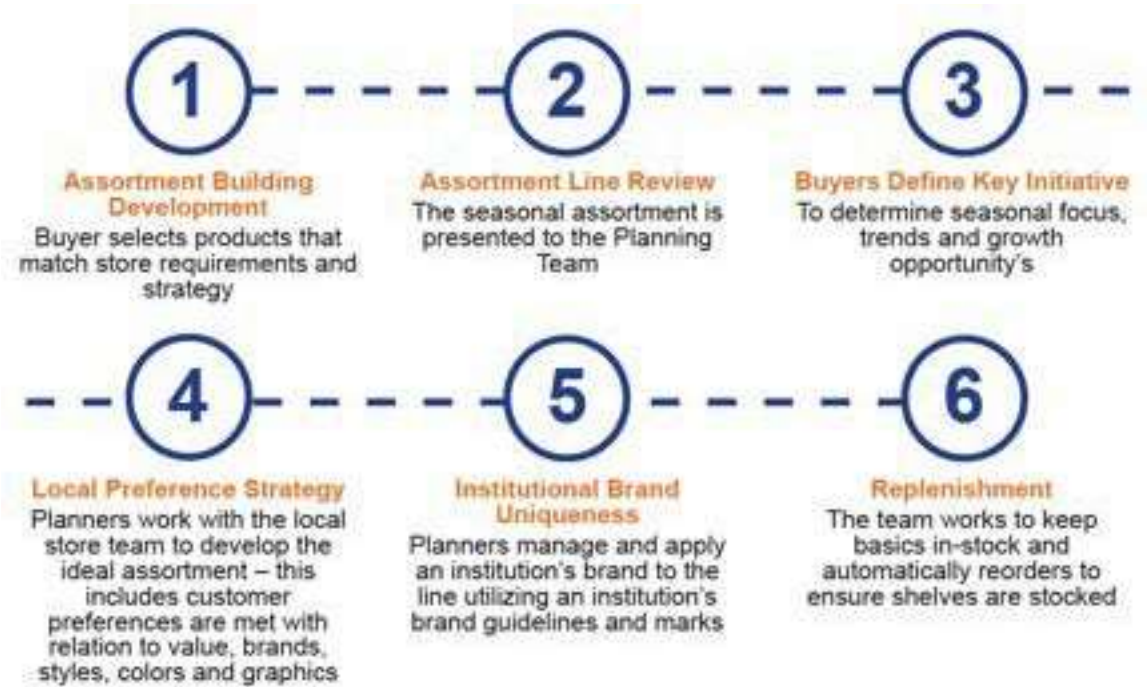 1
Assortment Building
Development
Buyer selects products that
match store requirements and
strategy
2
Assortment Line Review
The seasonal assortment is
presented to the Planning
Team
3
Buyers Define Key Initiative
To determine seasonal focus,
trends and growth
opportunity's
4
Local Preference Strategy
Planners work with the local
store team to develop the
ideal assortment – this
includes customer
preferences are met with
relation to value, brands,
styles, colors and graphics
5
Institutional Brand
Uniqueness
Planners manage and apply
an institution's brand to the
line utilizing an institution's
brand guidelines and marks
6
Replenishment
The team works to keep
basics in-stock and
automatically reorders to
ensure shelves are stocked